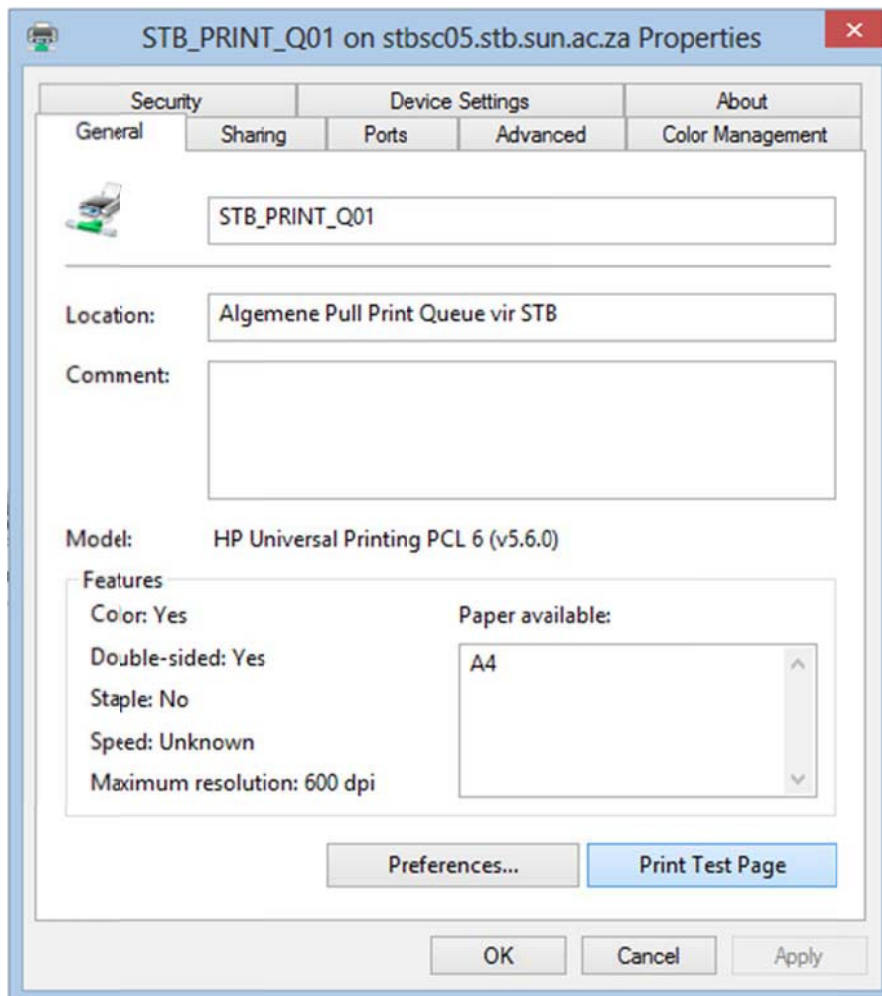 STB_PRINT_Q01 on stbsc05.stb.sun.ac.za Properties
Security Device Settings About
General Sharing Ports Advanced Color Management
STB_PRINT_Q01
Location: Algemene Pull Print Queue vir STB
Comment:
Model: HP Universal Printing PCL 6 (v5.6.0)
Features
Color: Yes Paper available:
Double-sided: Yes A4
Staple: No
Speed: Unknown
Maximum resolution: 600 dpi
Preferences... Print Test Page
OK Cancel Apply